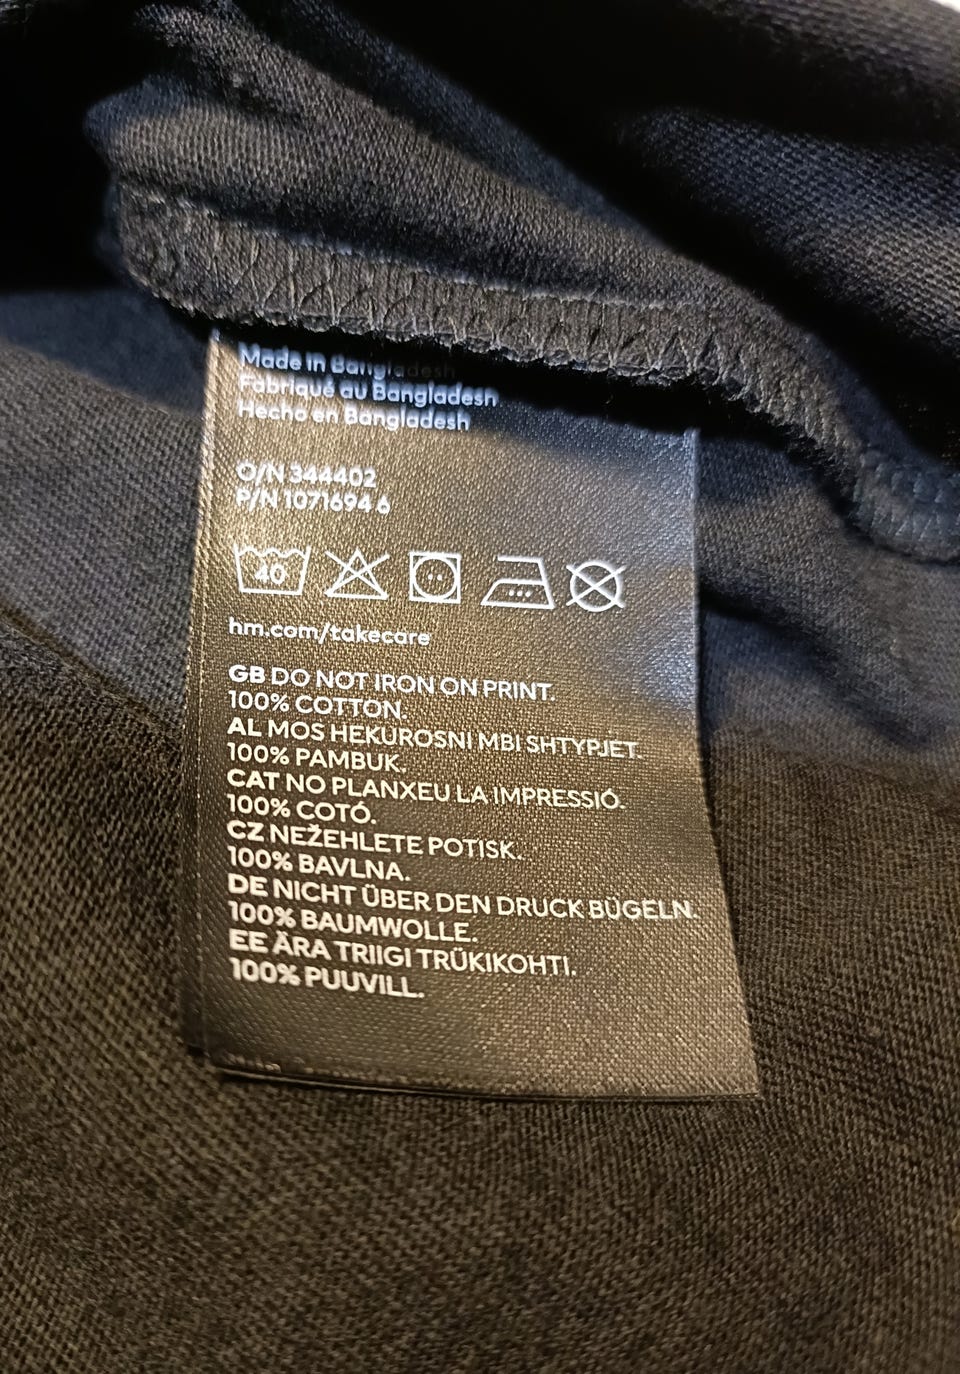 Made in Bangladesh
Fabriqué au Bangladesh
Hecho en Bangladesh
O/N 344402
P/N 1071694 6
40
hm.com/takecare
GB DO NOT IRON ON PRINT.
100% COTTON.
AL MOS HEKUROSNI MBI SHTYPJET.
100% PAMBUK.
CAT NO PLANXEU LA IMPRESSIÓ.
100% COTÓ.
CZ NEŽEHLETE POTISK.
100% BAVLNA.
DE NICHT ÜBER DEN DRUCK BÜGELN.
100% BAUMWOLLE.
EE ÄRA TRIIGI TRÜKIKOHTI.
100% PUUVILL.